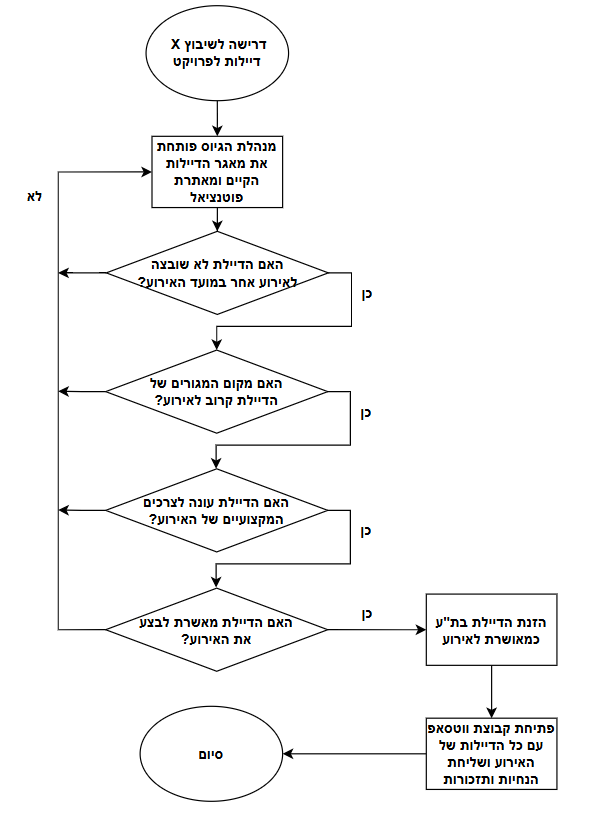 דרישה לשיבוץ X
דיילות לפרויקט
מנהלת הגיוס פותחת
את מאגר הדיילות
הקיים ומאתרת
פוטנציאל
לא
האם הדיילת לא שובצה
לאירוע אחר במועד האירוע?
כן
האם מקום המגורים של
הדיילת קרוב לאירוע?
כן
האם הדיילת עונה לצרכים
המקצועיים של האירוע?
כן
האם הדיילת מאשרת לבצע
את האירוע?
כן
הזנת הדיילת בת"ע
כמאושרת לאירוע
פתיחת קבוצת ווטסאפ
עם כל הדיילות של
האירוע ושליחת
הנחיות ותזכורות
סיום